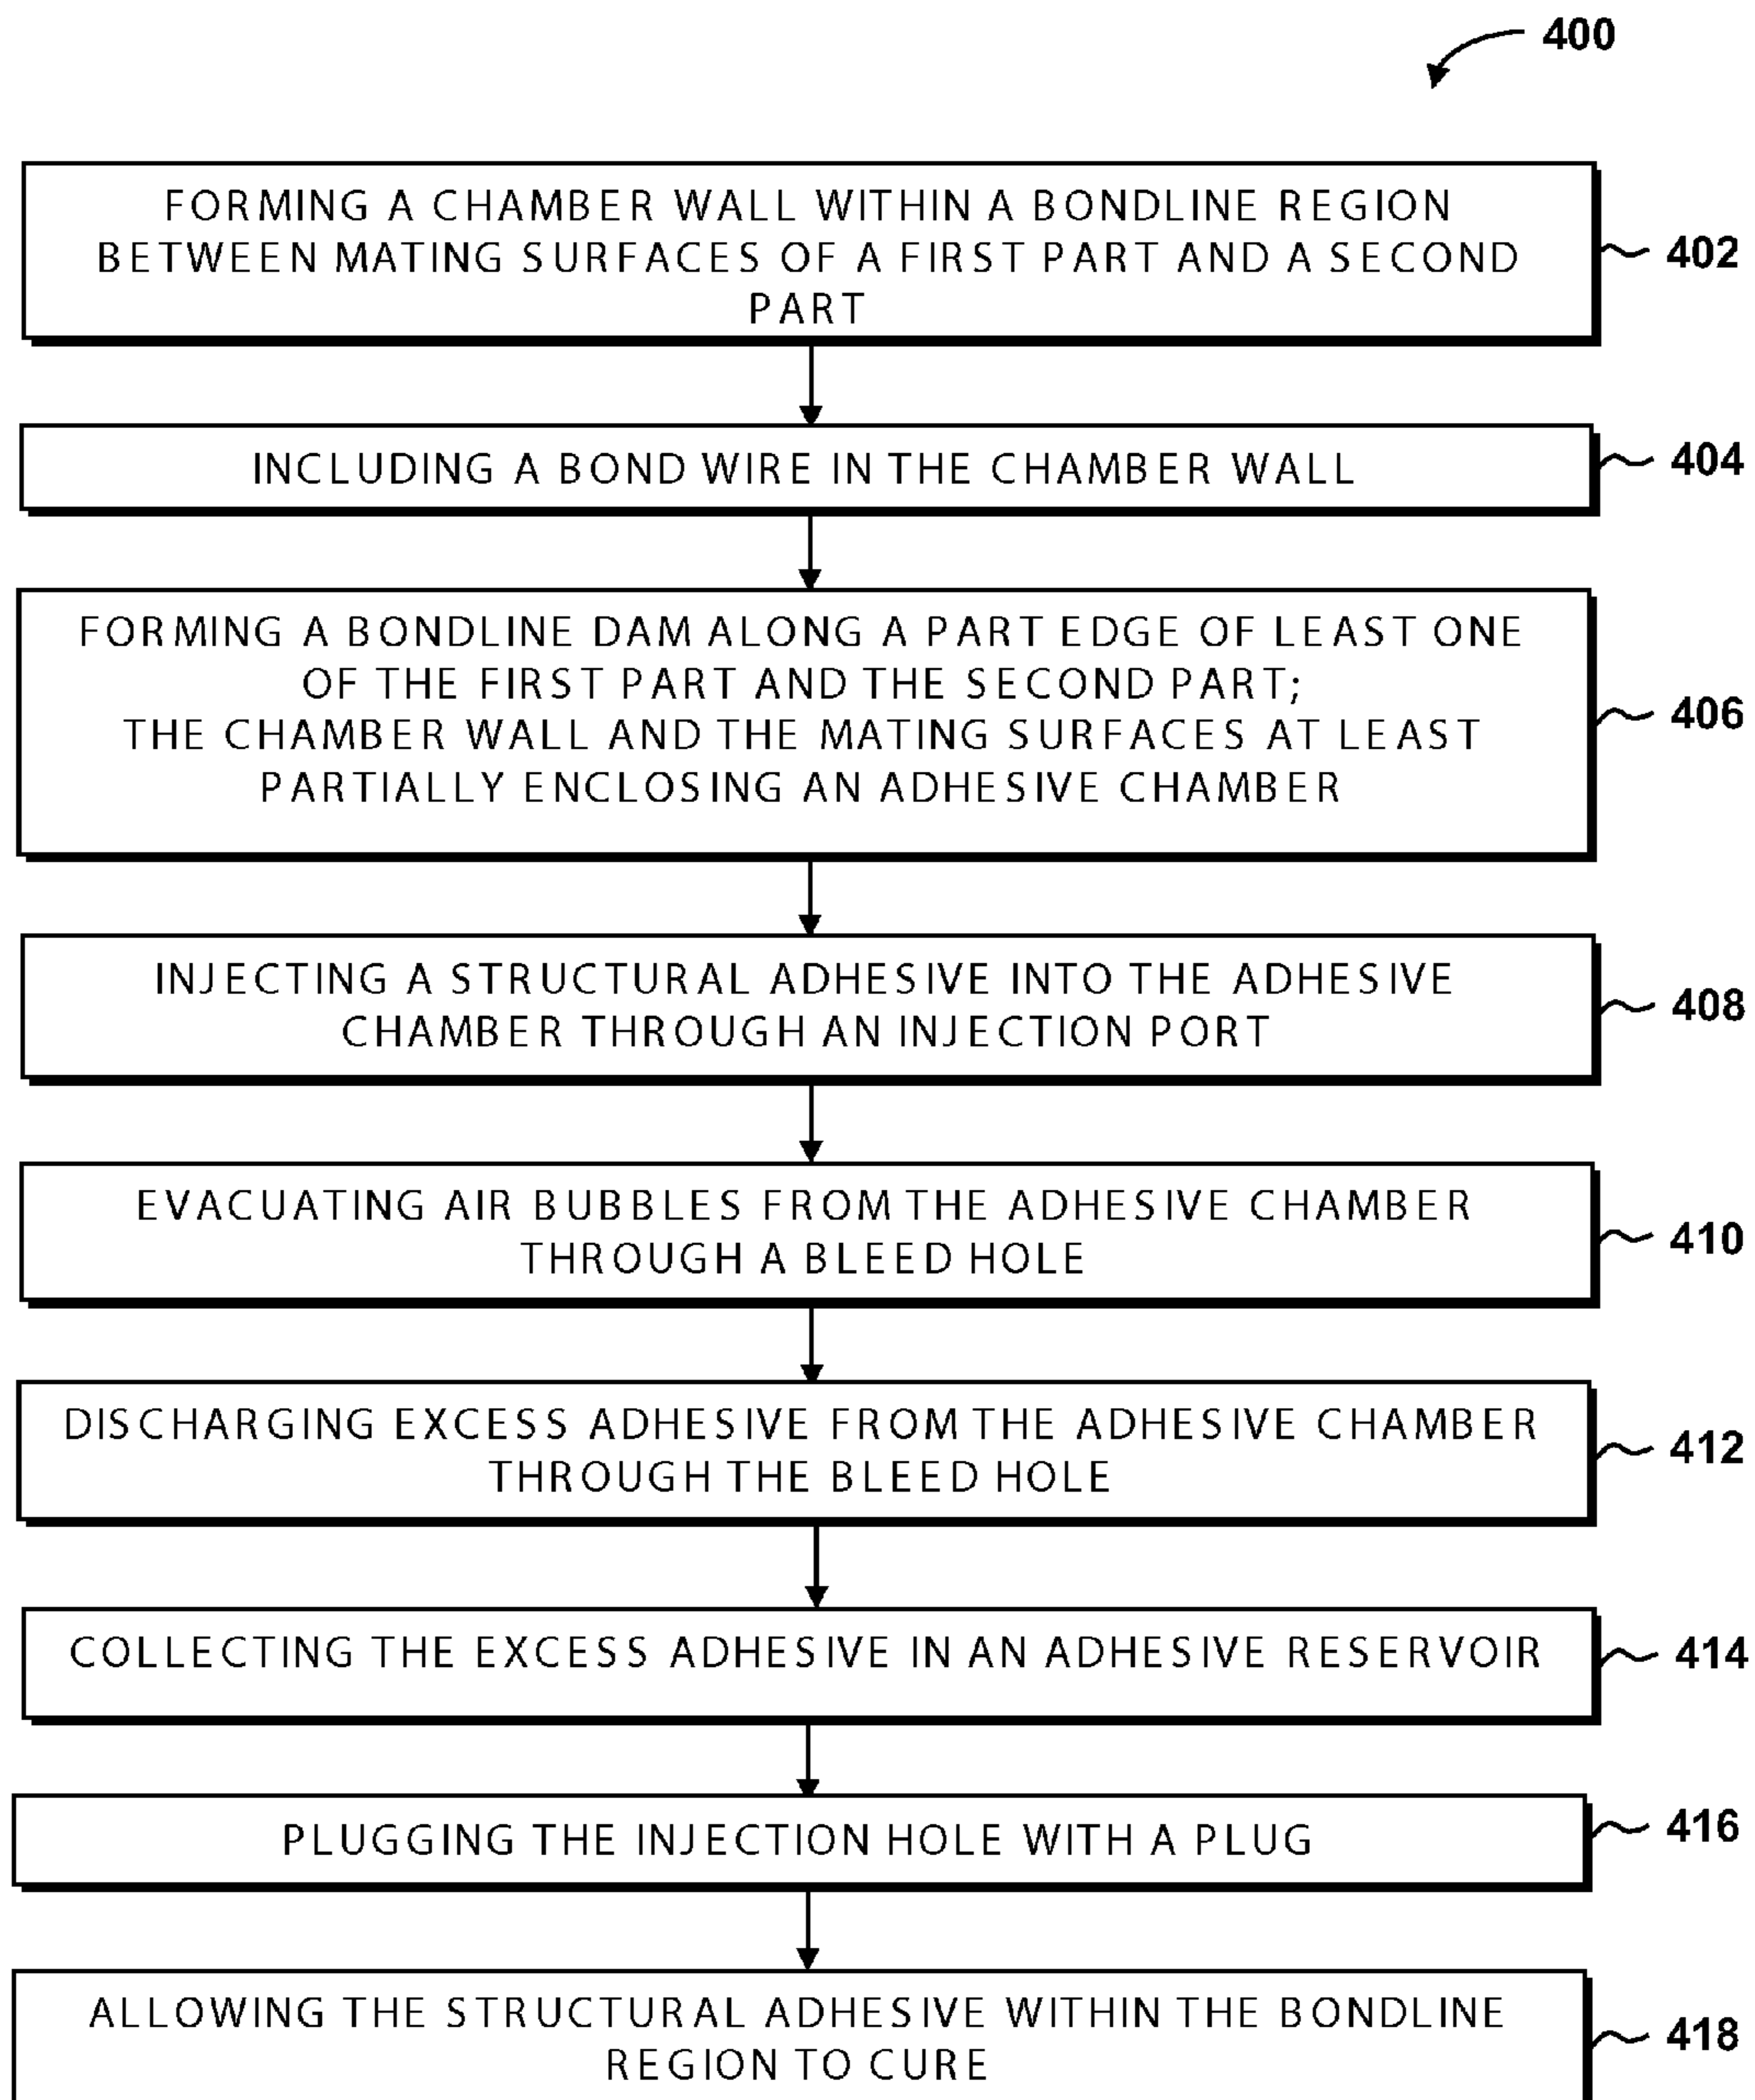 400
FORMING A CHAMBER WALL WITHIN A BONDLINE REGION
BETWEEN MATING SURFACES OF A FIRST PART AND A SECOND
PART
402
INCLUDING A BOND WIRE IN THE CHAMBER WALL
404
FORMING A BONDLINE DAM ALONG A PART EDGE OF LEAST ONE
OF THE FIRST PART AND THE SECOND PART;
THE CHAMBER WALL AND THE MATING SURFACES AT LEAST
PARTIALLY ENCLOSING AN ADHESIVE CHAMBER
406
INJECTING A STRUCTURAL ADHESIVE INTO THE ADHESIVE
CHAMBER THROUGH AN INJECTION PORT
408
EVACUATING AIR BUBBLES FROM THE ADHESIVE CHAMBER
THROUGH A BLEED HOLE
410
DISCHARGING EXCESS ADHESIVE FROM THE ADHESIVE CHAMBER
THROUGH THE BLEED HOLE
412
COLLECTING THE EXCESS ADHESIVE IN AN ADHESIVE RESERVOIR
414
PLUGGING THE INJECTION HOLE WITH A PLUG
416
ALLOWING THE STRUCTURAL ADHESIVE WITHIN THE BONDLINE
REGION TO CURE
418